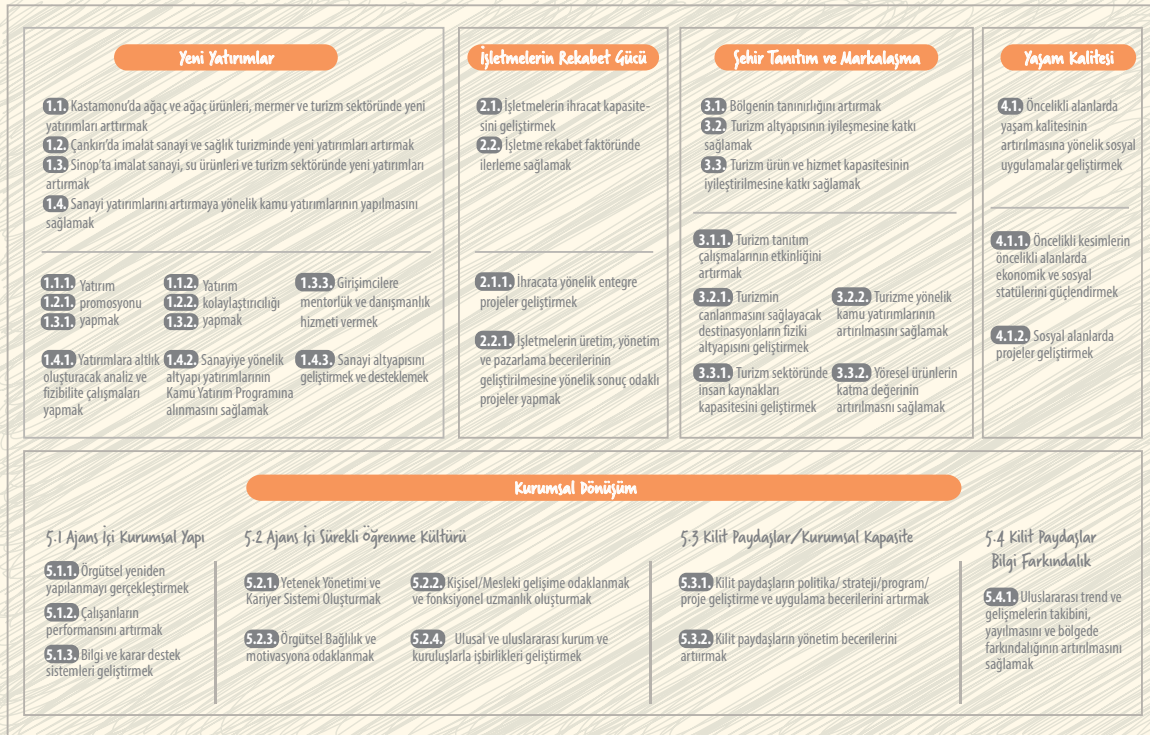 Yeni Yatırımlar
1.1. Kastamonu'da ağaç ve ağaç ürünleri, mermer ve turizm sektöründe yeni
yatırımları arttırmak
1.2. Çankırı'da imalat sanayi ve sağlık turizminde yeni yatırımları artırmak
1.3. Sinop'ta imalat sanayi, su ürünleri ve turizm sektöründe yeni yatırımları
artırmak
1.4. Sanayi yatırımlarını artırmaya yönelik kamu yatırımlarının yapılmasını
sağlamak
1.1.1. Yatırım
1.2.1. promosyonu
1.3.1. yapmak
1.1.2. Yatırım
1.2.2. kolaylaştırıcılığı
1.3.2. yapmak
1.3.3. Girişimcilere
mentorlük ve danışmanlık
hizmeti vermek
1.4.1. Yatırımlara altlık
oluşturacak analiz ve
fizibilite çalışmaları
yapmak
1.4.2. Sanayiye yönelik
altyapı yatırımlarının
Kamu Yatırım Programına
alınmasını sağlamak
1.4.3. Sanayi altyapısını
geliştirmek ve desteklemek
İşletmelerin Rekabet Gücü
2.1. İşletmelerin ihracat kapasite-
sini geliştirmek
2.2. İşletme rekabet faktöründe
ilerleme sağlamak
2.1.1. İhracata yönelik entegre
projeler geliştirmek
2.2.1. İşletmelerin üretim, yönetim
ve pazarlama becerilerinin
geliştirilmesine yönelik sonuç odaklı
projeler yapmak
Şehir Tanıtım ve Markalaşma
3.1. Bölgenin tanınırlığını artırmak
3.2. Turizm altyapısının iyileşmesine katkı
sağlamak
3.3. Turizm ürün ve hizmet kapasitesinin
iyileştirilmesine katkı sağlamak
3.1.1. Turizm tanıtım
çalışmalarının etkinliğini
artırmak
3.2.1. Turizmin
canlanmasını sağlayacak
destinasyonların fiziki
altyapısını geliştirmek
3.2.2. Turizme yönelik
kamu yatırımlarının
artırılmasını sağlamak
3.3.1. Turizm sektöründe
insan kaynakları
kapasitesini geliştirmek
3.3.2. Yöresel ürünlerin
katma değerinin
artırılmasnı sağlamak
Yaşam Kalitesi
4.1. Öncelikli alanlarda
yaşam kalitesinin
artırılmasına yönelik sosyal
uygulamalar geliştirmek
4.1.1. Öncelikli kesimlerin
öncelikli alanlarda
ekonomik ve sosyal
statülerini güçlendirmek
4.1.2. Sosyal alanlarda
projeler geliştirmek
Kurumsal Dönüşüm
5.1 Ajans İçi Kurumsal Yapı
5.1.1. Örgütsel yeniden
yapılanmayı gerçekleştirmek
5.1.2. Çalışanların
performansını artırmak
5.1.3. Bilgi ve karar destek
sistemleri geliştirmek
5.2 Ajans İçi Sürekli Öğrenme Kültürü
5.2.1. Yetenek Yönetimi ve
Kariyer Sistemi Oluşturmak
5.2.2. Kişisel/Mesleki gelişime odaklanmak
ve fonksiyonel uzmanlık oluşturmak
5.2.3. Örgütsel Bağlılık ve
motivasyona odaklanmak
5.2.4. Ulusal ve uluslararası kurum ve
kuruluşlarla işbirlikleri geliştirmek
5.3 Kilit Paydaşlar/Kurumsal Kapasite
5.3.1. Kilit paydaşların politika/ strateji/program/
proje geliştirme ve uygulama becerilerini artırmak
5.3.2. Kilit paydaşların yönetim becerilerini
artıırmak
5.4 Kilit Paydaşlar
Bilgi Farkındalık
5.4.1. Uluslararası trend ve
gelişmelerin takibini,
yayılmasını ve bölgede
farkındalığının artırılmasını
sağlamak